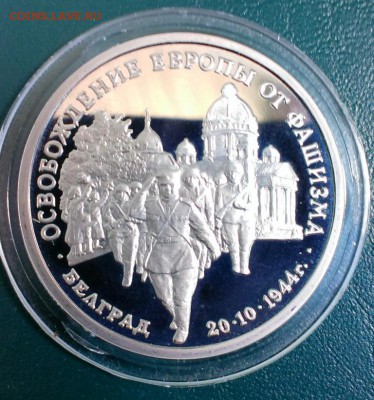 ОСВОБОЖДЕНИЕ ЕВРОПЫ ОТ ФАШИЗМА
БЕЛГРАД 20·10·1944г.